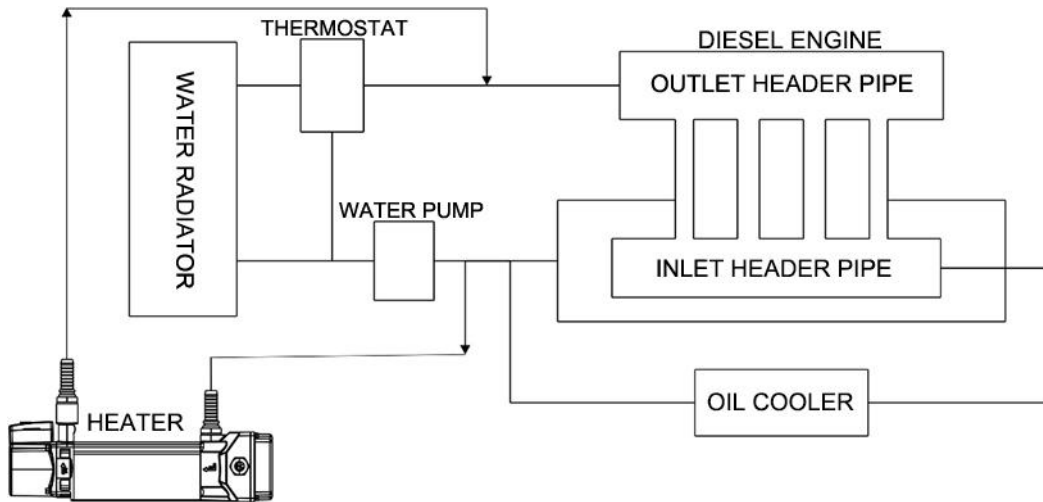 THERMOSTAT
DIESEL ENGINE
OUTLET HEADER PIPE
WATER RADIATOR
WATER PUMP
INLET HEADER PIPE
OIL COOLER
HEATER